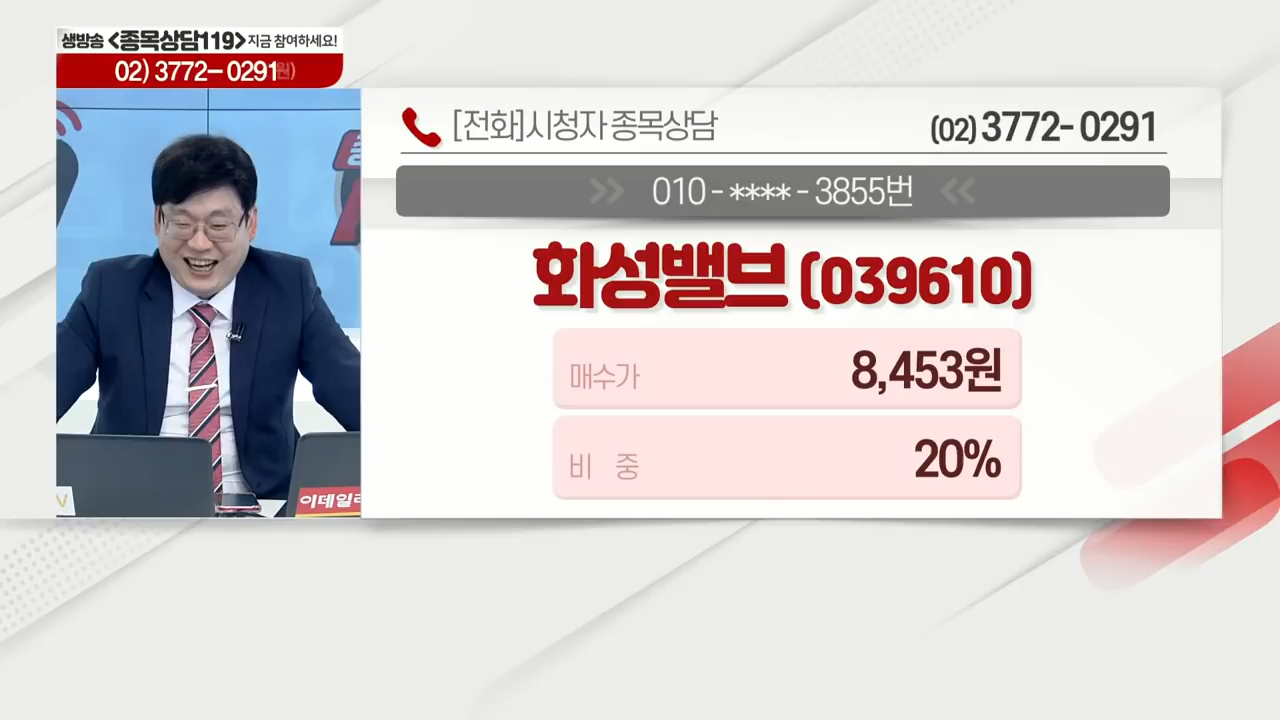 생방송 <종목상담119> 지금 참여하세요!
02) 3772-0291
[전화]시청자 종목상담
(02) 3772-0291
010 - **** - 3855번
화성밸브 (039610)
매수가 8,453원
비 중 20%
이데일리